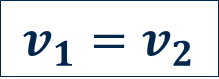 v₁ = v₂